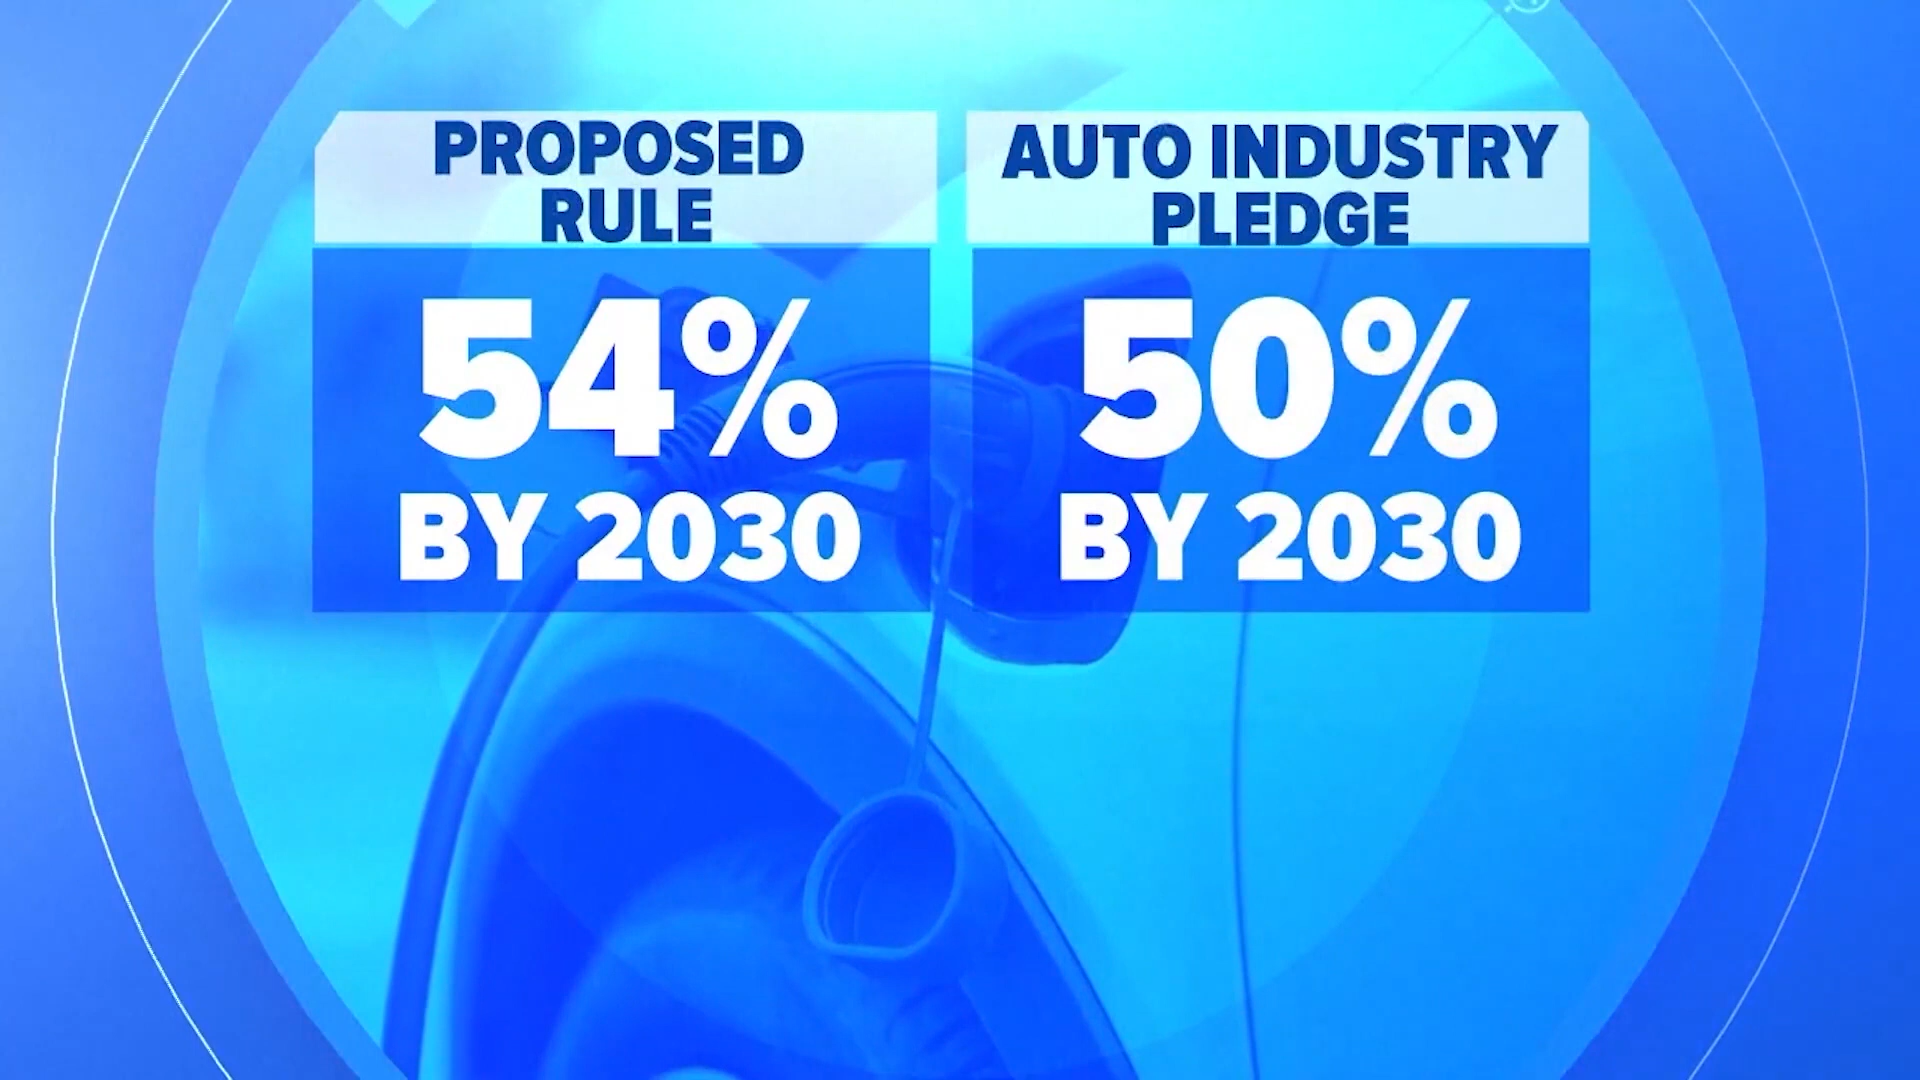 PROPOSED
RULE
54%
BY 2030
AUTO INDUSTRY
PLEDGE
50%
BY 2030